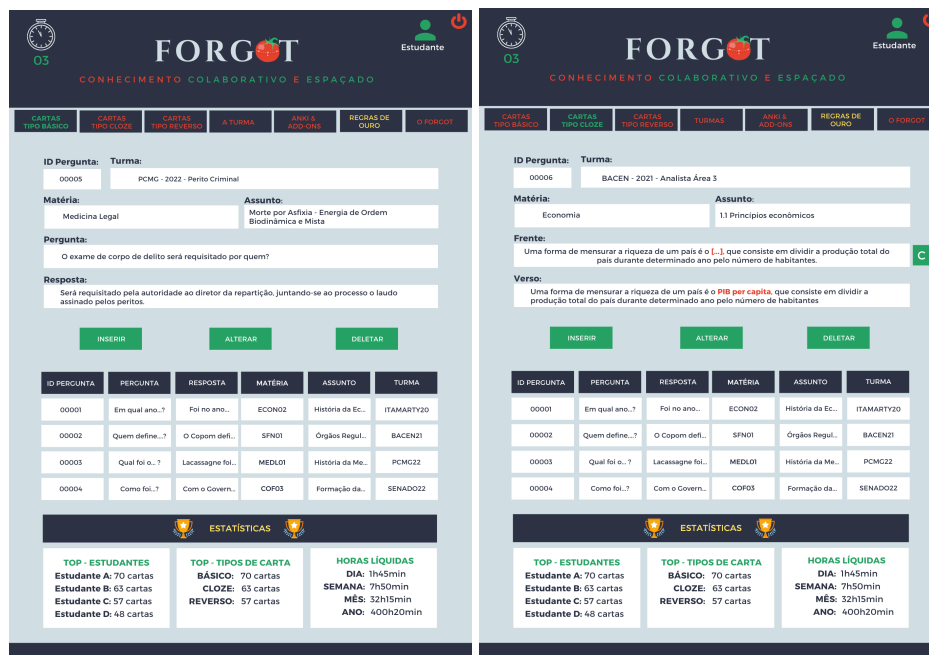 03
FORGOT
Estudante
CONHECIMENTO COLABORATIVO E ESPAÇADO
CARTAS
TIPO BÁSICO
CARTAS
TIPO CLOZE
CARTAS
TIPO REVERSO
A TURMA
ANKI &
ADD-ONS
REGRAS DE
OURO
O FORGOT
ID Pergunta:
Turma:
00005
PCMG - 2022 - Perito Criminal
Matéria:
Assunto:
Medicina Legal
Morte por Asfixia - Energia de Ordem
Biodinâmica e Mista
Pergunta:
O exame de corpo de delito será requisitado por quem?
Resposta:
Será requisitado pela autoridade ao diretor da repartição, juntando-se ao processo o laudo
assinado pelos peritos.
INSERIR ALTERAR DELETAR
ID PERGUNTA PERGUNTA RESPOSTA MATÉRIA ASSUNTO TURMA
00001 Em qual ano...? Foi no ano... ECON02 História da Ec... ITAMARTY20
00002 Quem define....? O Copom defi... SFN01 Órgãos Regul... BACEN21
00003 Qual foi o... ? Lacassagne foi... MEDL01 História da Me... PCMG22
00004 Como foi...? Com o Govern... COF03 Formação da... SENADO22
ESTATÍSTICAS
TOP - ESTUDANTES
Estudante A: 70 cartas
Estudante B: 63 cartas
Estudante C: 57 cartas
Estudante D: 48 cartas
TOP - TIPOS DE CARTA
BÁSICO: 70 cartas
CLOZE: 63 cartas
REVERSO: 57 cartas
HORAS LÍQUIDAS
DIA: 1h45min
SEMANA: 7h50min
MÊS: 32h15min
ANO: 400h20min
03
FORGOT
Estudante
CONHECIMENTO COLABORATIVO E ESPAÇADO
CARTAS
TIPO BÁSICO
CARTAS
TIPO CLOZE
CARTAS
TIPO REVERSO
TURMAS
ANKI &
ADD-ONS
REGRAS DE
OURO
O FORGOT
ID Pergunta:
Turma:
00006
BACEN - 2021 - Analista Área 3
Matéria:
Assunto:
Economia
1.1 Princípios econômicos
Frente:
Uma forma de mensurar a riqueza de um país é o [...], que consiste em dividir a produção total do
país durante determinado ano pelo número de habitantes.
C
Verso:
Uma forma de mensurar a riqueza de um país é o PIB per capita, que consiste em dividir a
produção total do país durante determinado ano pelo número de habitantes
INSERIR ALTERAR DELETAR
ID PERGUNTA PERGUNTA RESPOSTA MATÉRIA ASSUNTO TURMA
00001 Em qual ano...? Foi no ano... ECON02 História da Ec... ITAMARTY20
00002 Quem define....? O Copom defi... SFN01 Órgãos Regul... BACEN21
00003 Qual foi o... ? Lacassagne foi... MEDL01 História da Me... PCMG22
00004 Como foi...? Com o Govern... COF03 Formação da... SENADO22
ESTATÍSTICAS
TOP - ESTUDANTES
Estudante A: 70 cartas
Estudante B: 63 cartas
Estudante C: 57 cartas
Estudante D: 48 cartas
TOP - TIPOS DE CARTA
BÁSICO: 70 cartas
CLOZE: 63 cartas
REVERSO: 57 cartas
HORAS LÍQUIDAS
DIA: 1h45min
SEMANA: 7h50min
MÊS: 32h15min
ANO: 400h20min